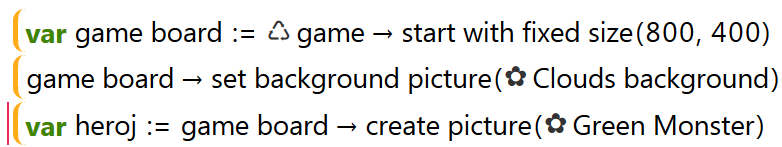 var game board := ♺ game → start with fixed size(800, 400)
game board → set background picture(✿ Clouds background)
var heroj := game board → create picture(✿ Green Monster)